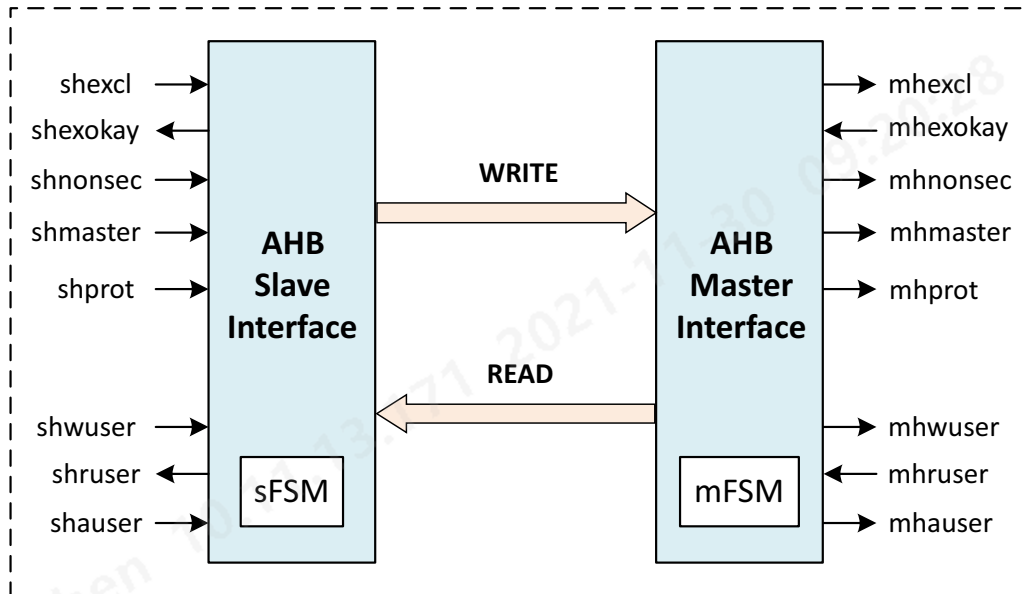 shexcl
shexokay
shnonsec
shmaster
shprot
shwuser
shruser
shauser
AHB
Slave
Interface
sFSM
WRITE
READ
AHB
Master
Interface
mFSM
mhexcl
mhexokay
mhnonsec
mhmaster
mhprot
mhwuser
mhruser
mhauser